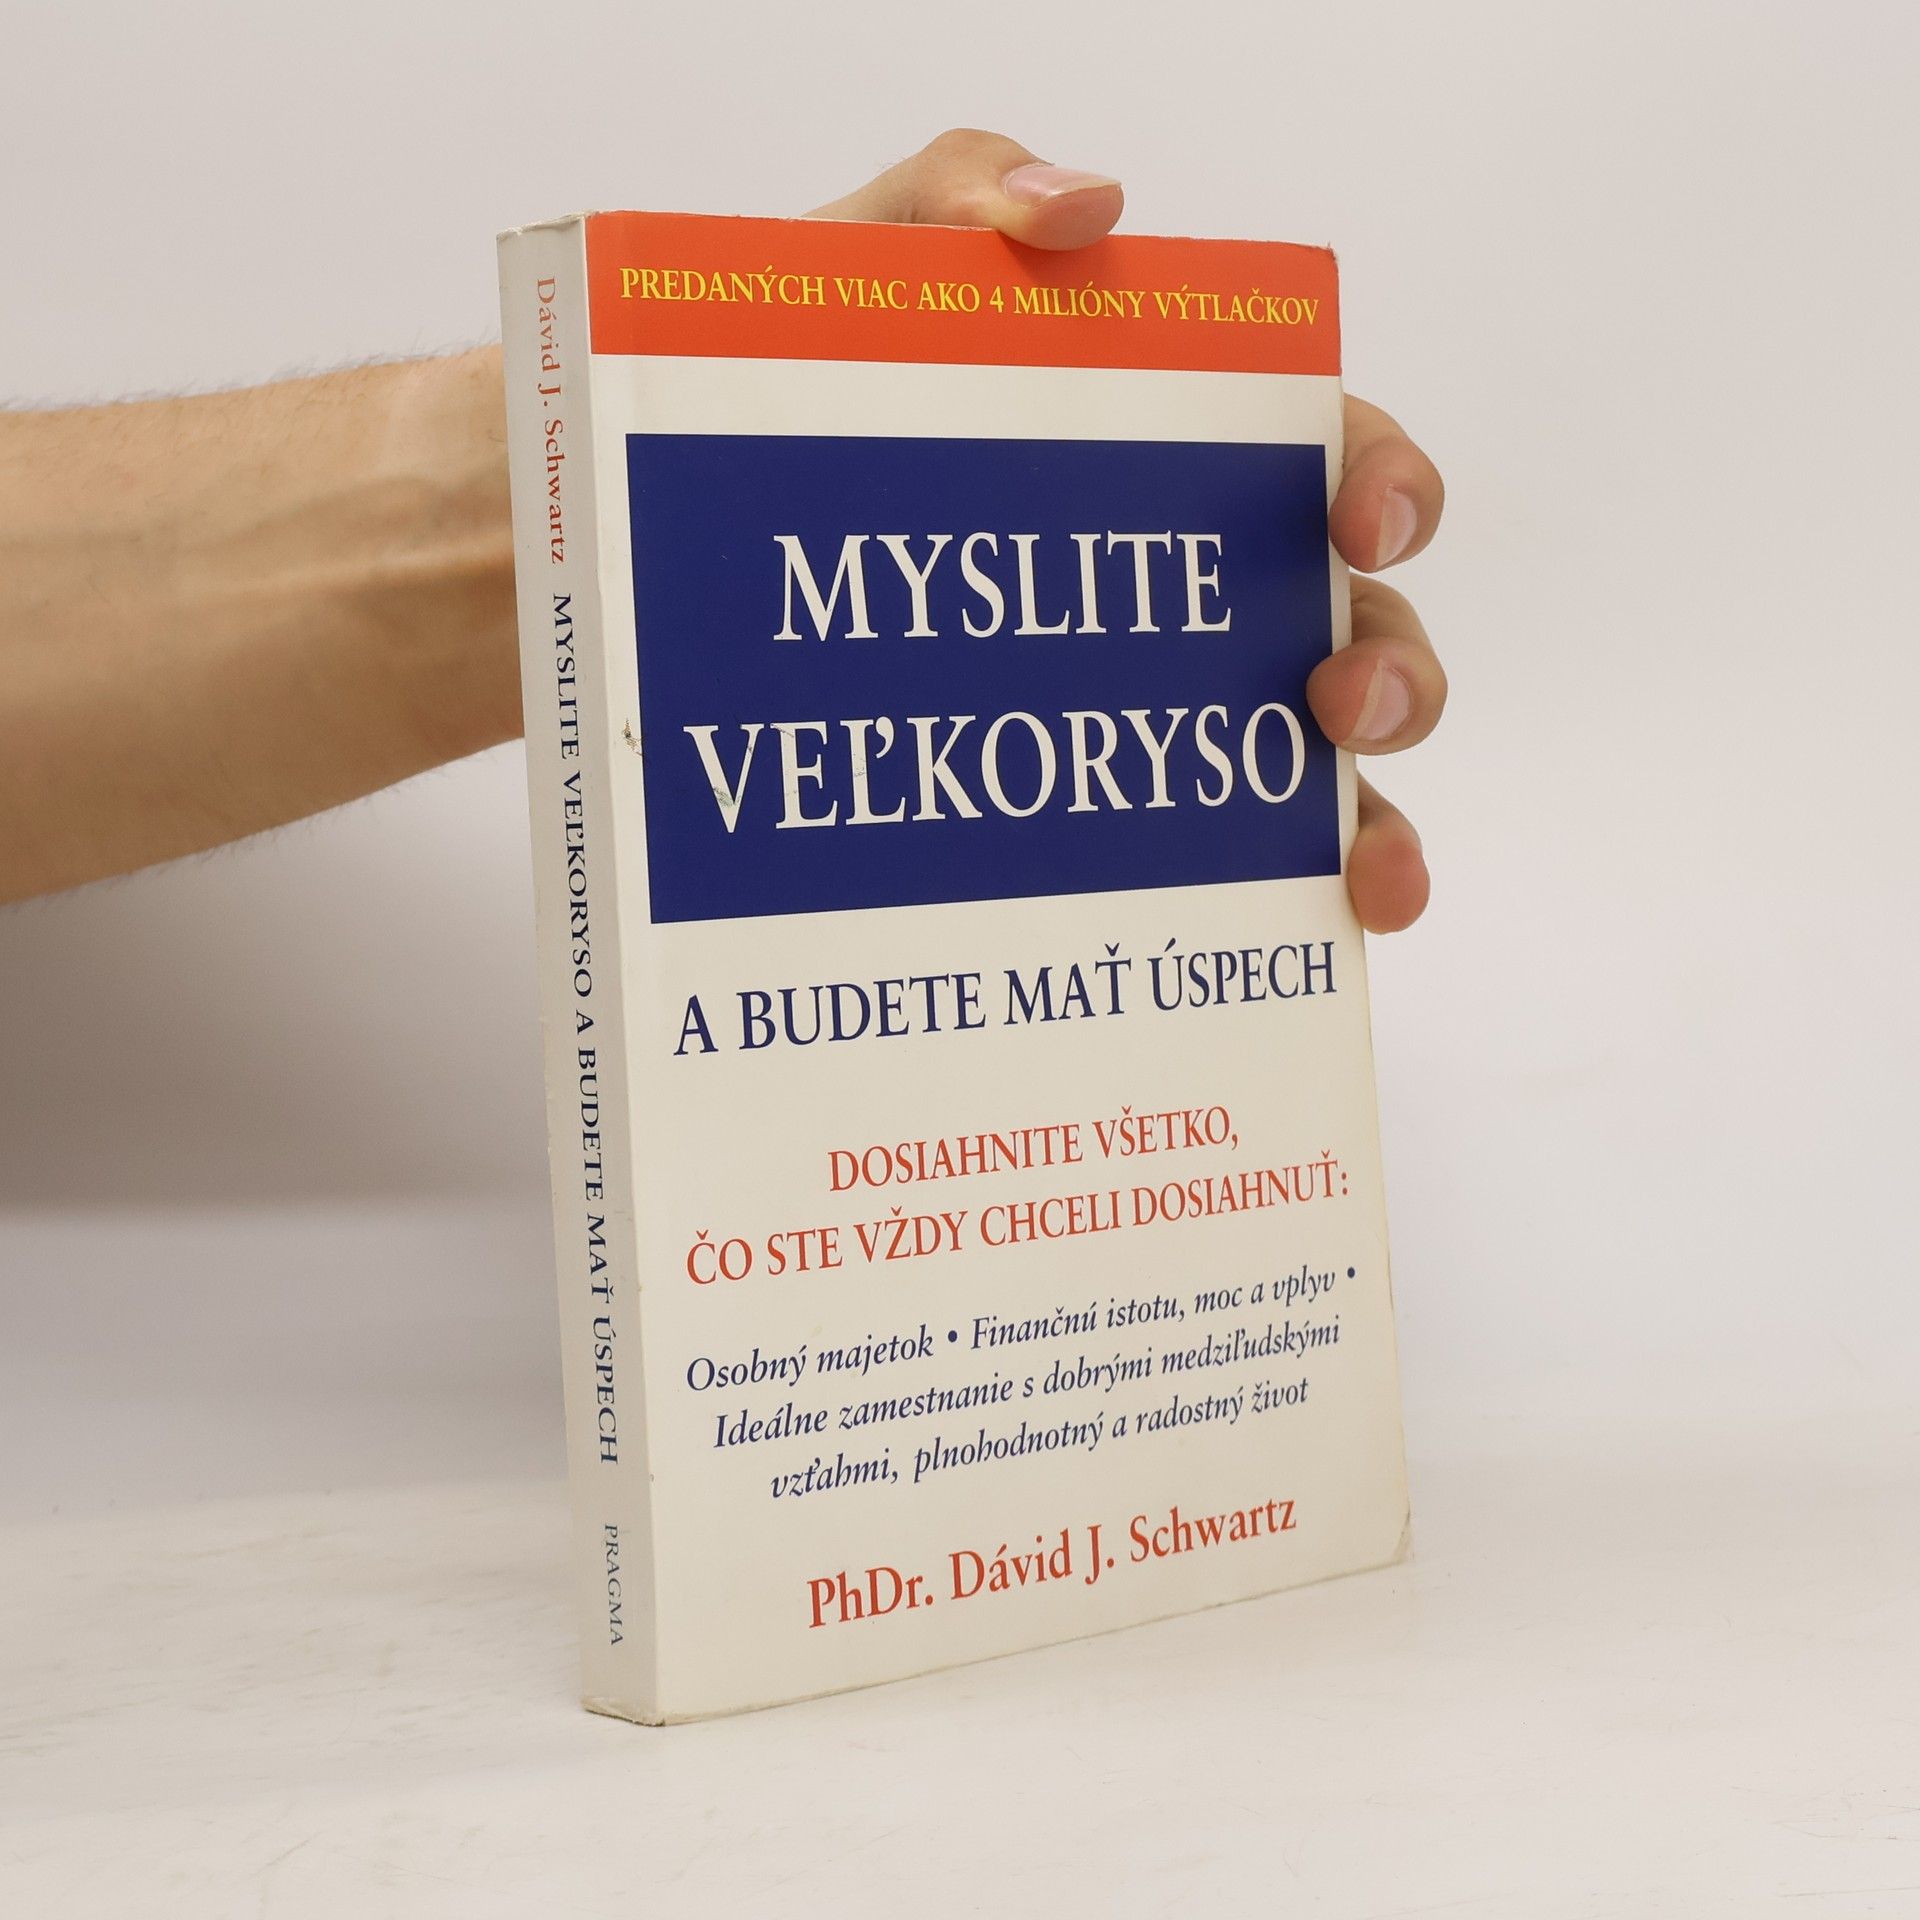 Dávid J. Schwartz MYSLITE VEĽKORYSO A BUDETE MAŤ ÚSPECH PRAGMA
PREDANÝCH VIAC AKO 4 MILIÓNY VÝTLAČKOV
MYSLITE
VEĽKORYSO
A BUDETE MAŤ ÚSPECH
DOSIAHNITE VŠETKO,
ČO STE VŽDY CHCELI DOSIAHNUŤ:
Osobný majetok • Finančnú istotu, moc a vplyv •
Ideálne zamestnanie s dobrými medziľudskými
vzťahmi, plnohodnotný a radostný život
PhDr. Dávid J. Schwartz